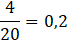 4/20 = 0,2